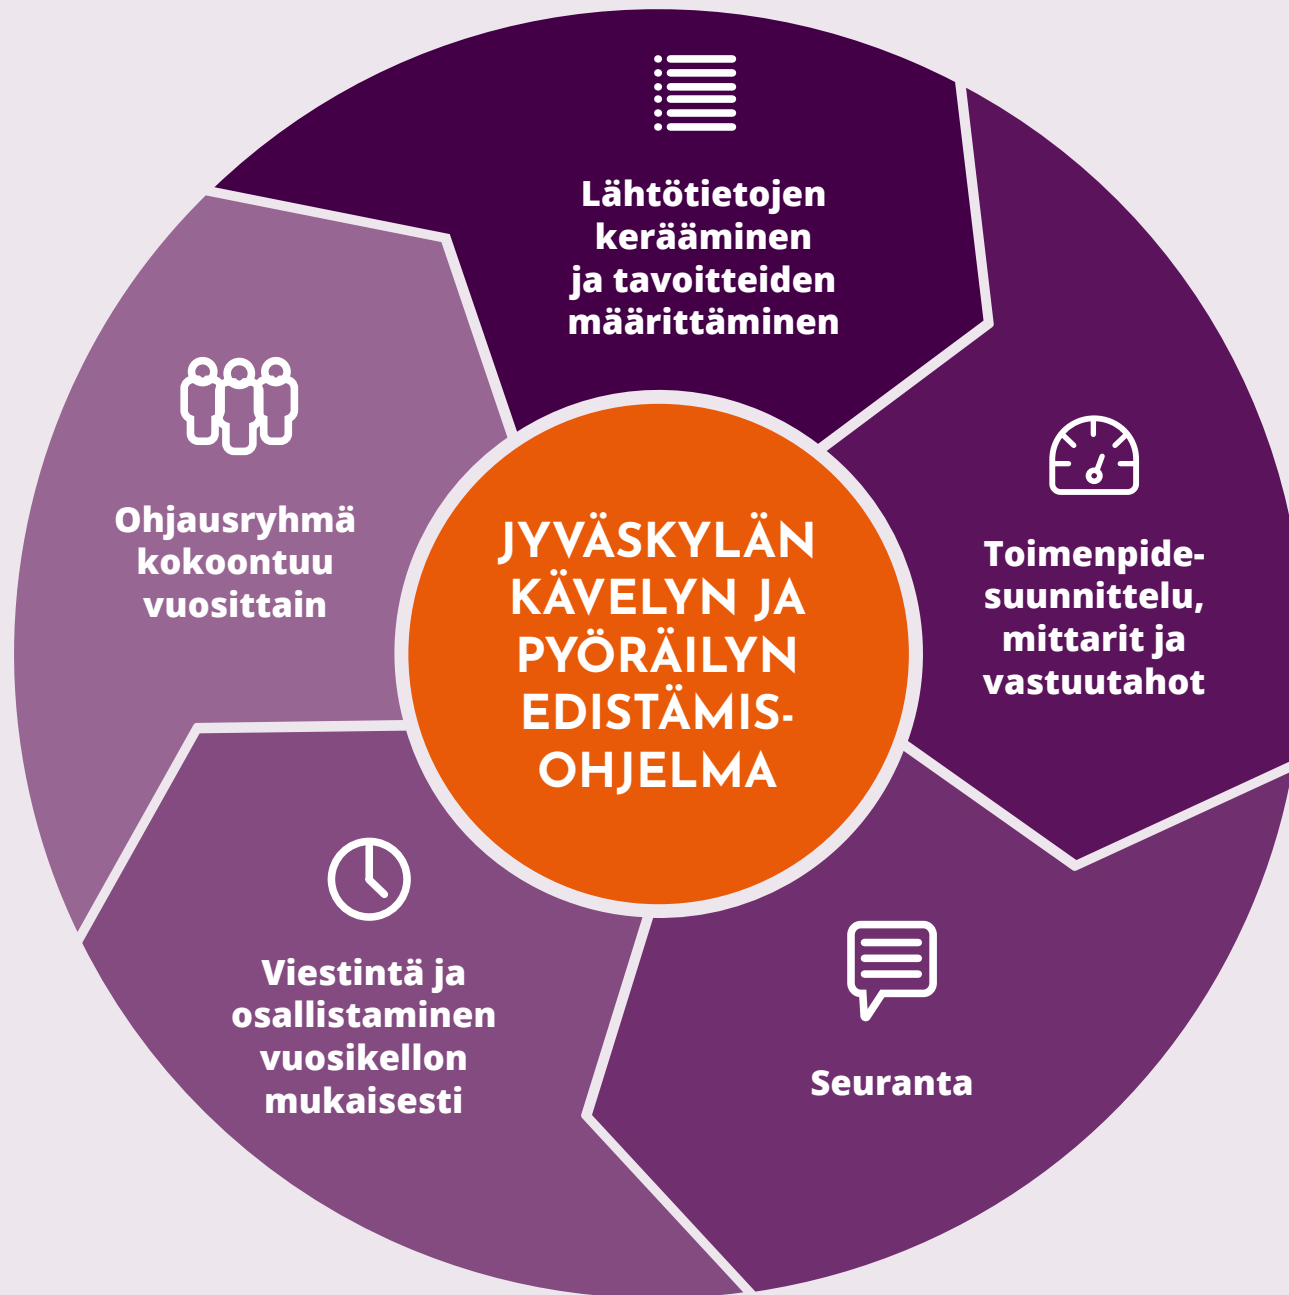 Lähtötietojen
kerääminen
ja tavoitteiden
määrittäminen
Toimenpide-
suunnittelu,
mittarit ja
vastuutahot
Seuranta
Viestintä ja
osallistaminen
vuosikellon
mukaisesti
Ohjausryhmä
kokoontuu
vuosittain
JYVÄSKYLÄN
KÄVELYN JA
PYÖRÄILYN
EDISTÄMIS-
OHJELMA